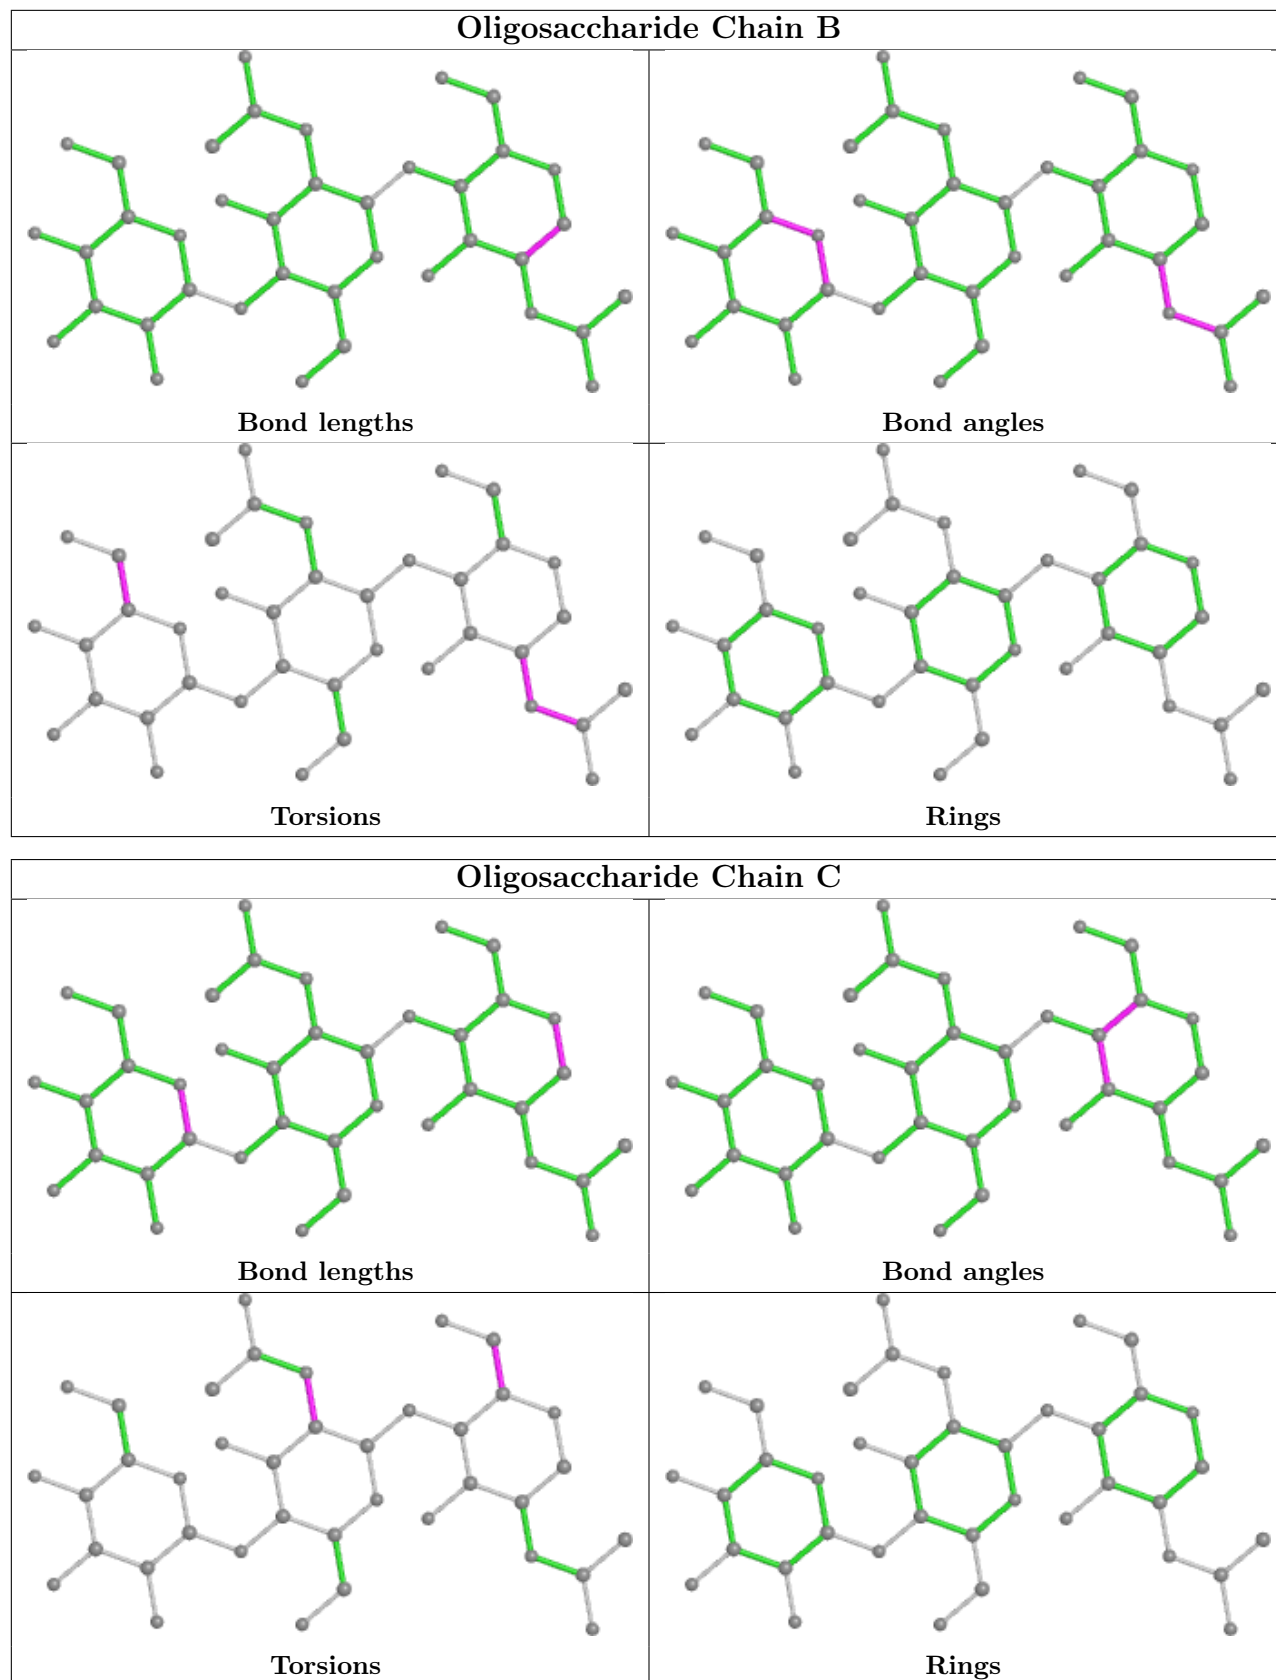 Oligosaccharide Chain B
Bond lengths
Bond angles
Torsions
Rings
Oligosaccharide Chain C
Bond lengths
Bond angles
Torsions
Rings